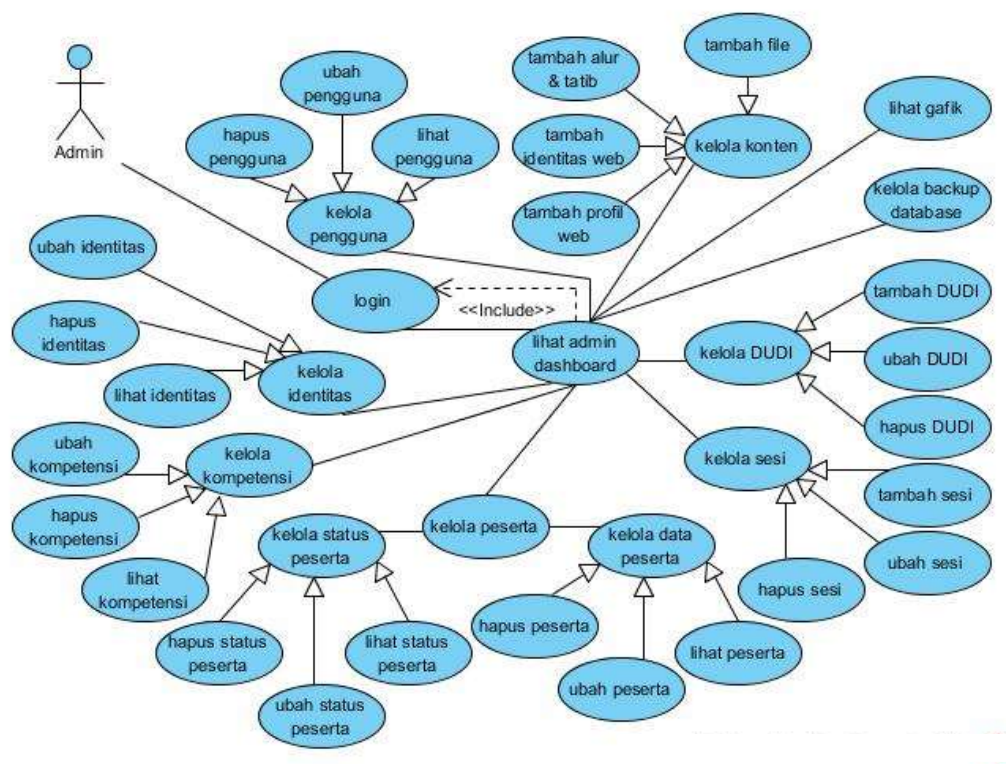 tambah file
tambah alur
& tatib
ubah
pengguna
lihat gafik
hapus
pengguna
lihat
pengguna
tambah
identitas web
kelola konten
Admin
kelola backup
database
kelola
pengguna
tambah profil
web
ubah identitas
login
<<Include>>
tambah DUDI
hapus
identitas
lihat admin
dashboard
kelola DUDI
ubah DUDI
kelola
identitas
lihat identitas
hapus DUDI
ubah
kompetensi
kelola
kompetensi
kelola sesi
tambah sesi
hapus
kompetensi
kelola status
peserta
kelola peserta
kelola data
peserta
ubah sesi
lihat
kompetensi
hapus sesi
hapus status
peserta
lihat status
peserta
hapus peserta
lihat peserta
ubah status
peserta
ubah peserta